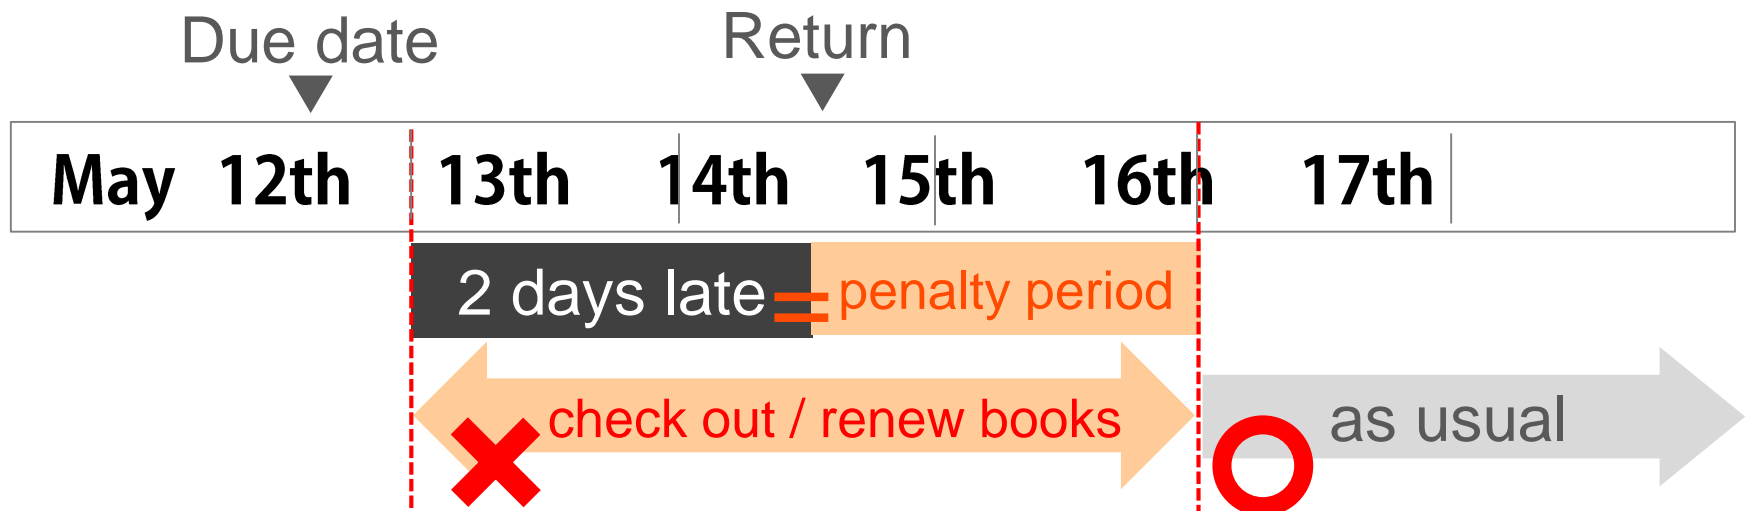 Due date Return
May 12th 13th 14th 15th 16th 17th
2 days late = penalty period
check out / renew books
as usual